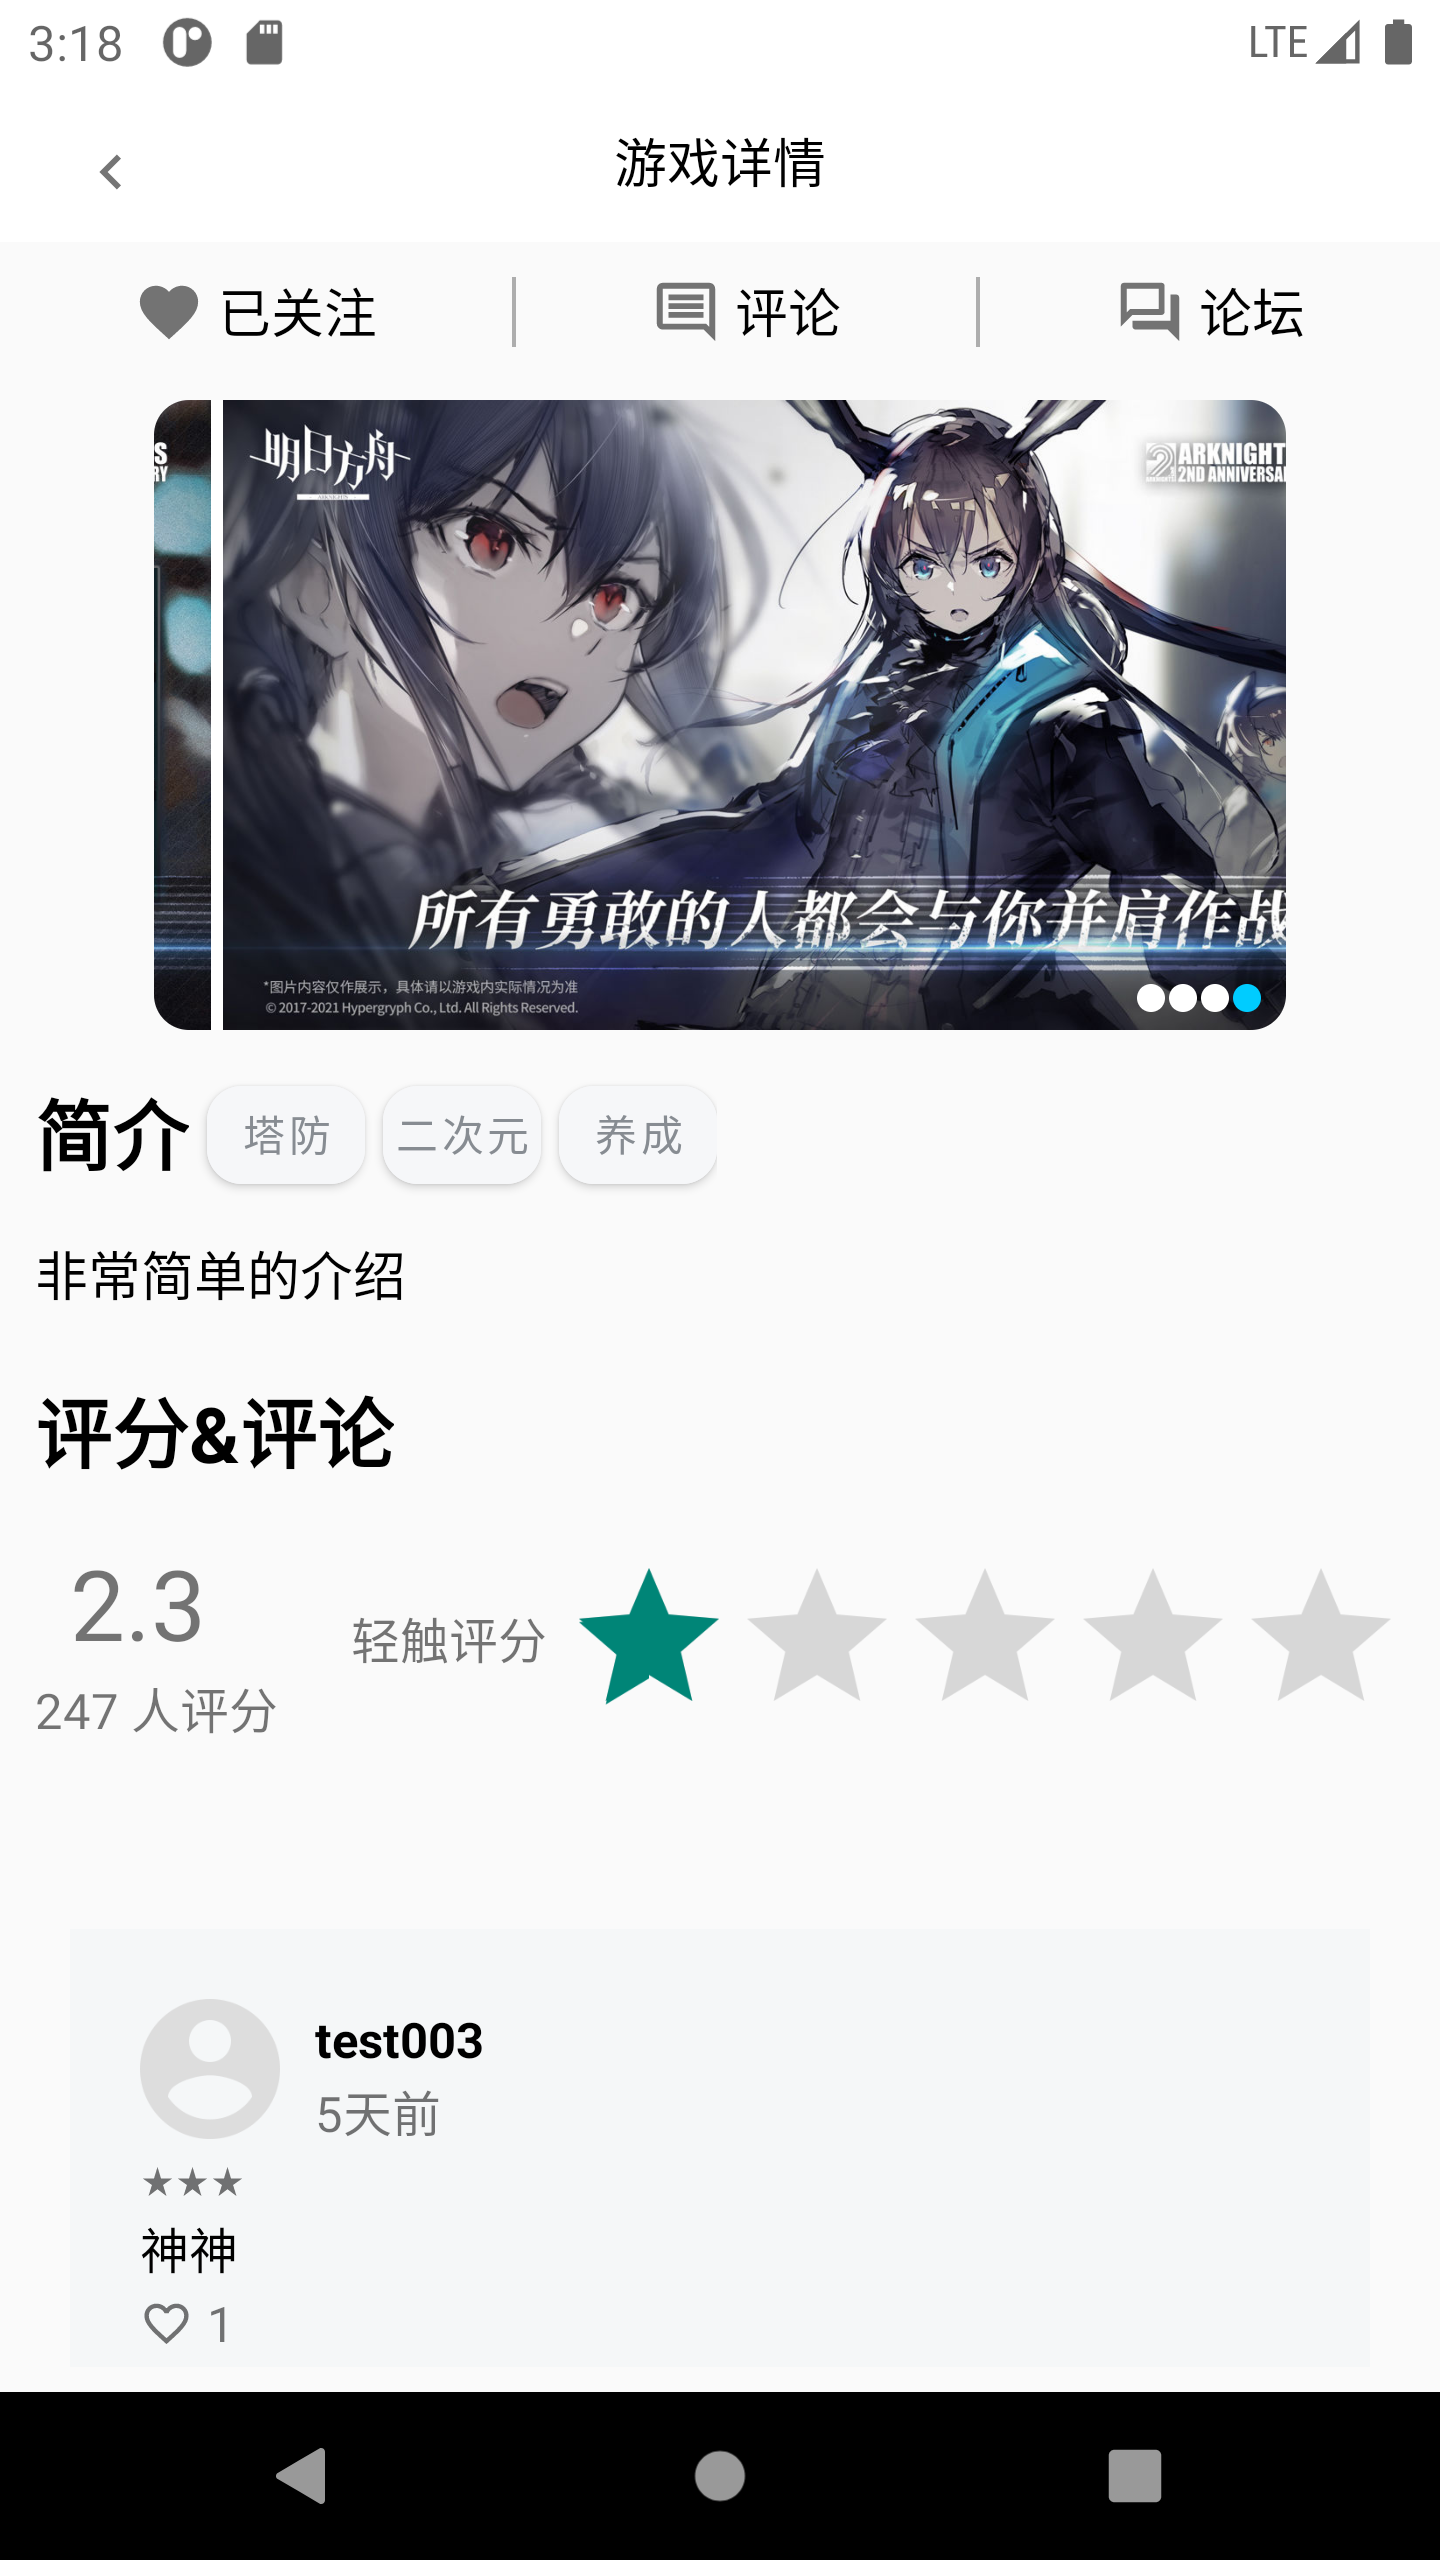 3:18
LTE
游戏详情
已关注
评论
论坛
S
RY
明日方舟
ARKNIGHTS
2 ARKNIGHT
2ND ANNIVERSA
所有勇敢的人都会与你并肩作战
*图片内容仅作展示，具体请以游戏内实际情况为准
© 2017-2021 Hypergryph Co., Ltd. All Rights Reserved.
简介
塔防
二次元
养成
非常简单的介绍
评分&评论
2.3
轻触评分
247 人评分
test003
5天前
★★★
神神
1